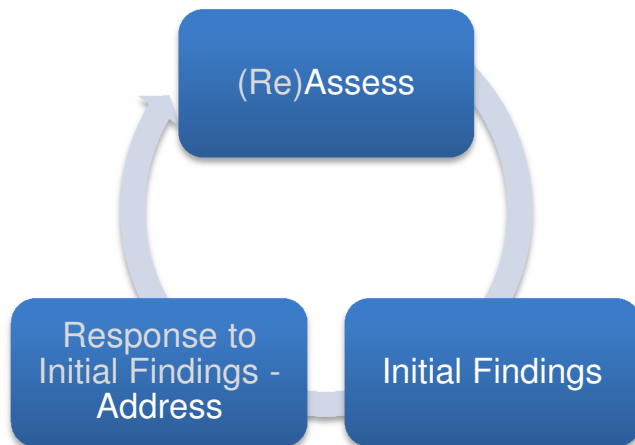 (Re)Assess
Response to
Initial Findings -
Address
Initial Findings